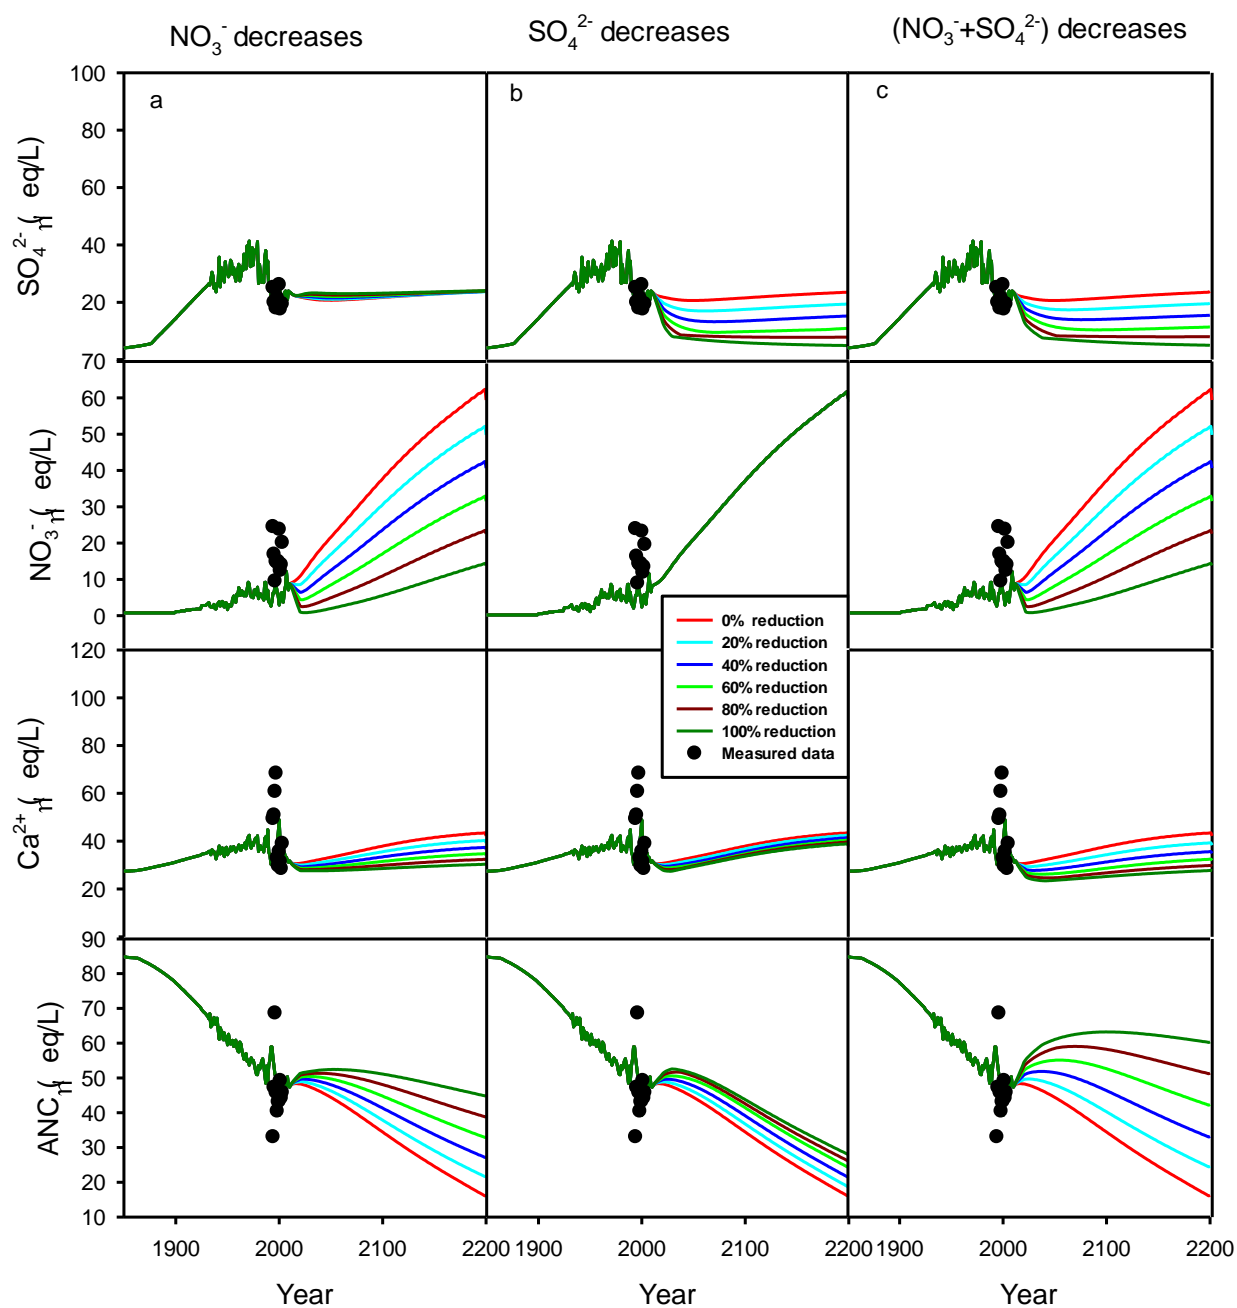 NO₃⁻ decreases SO₄²⁻ decreases (NO₃⁻+SO₄²⁻) decreases
a b c
100
80
60
40
20
SO₄²⁻ (μeq/L)
70
60
50
40
30
20
10
0
NO₃⁻ (μeq/L)
0% reduction
20% reduction
40% reduction
60% reduction
80% reduction
100% reduction
Measured data
120
100
80
60
40
20
0
Ca²⁺ (μeq/L)
90
80
70
60
50
40
30
20
10
ANC (μeq/L)
1900 2000 2100 2200 1900 2000 2100 2200 1900 2000 2100 2200
Year Year Year